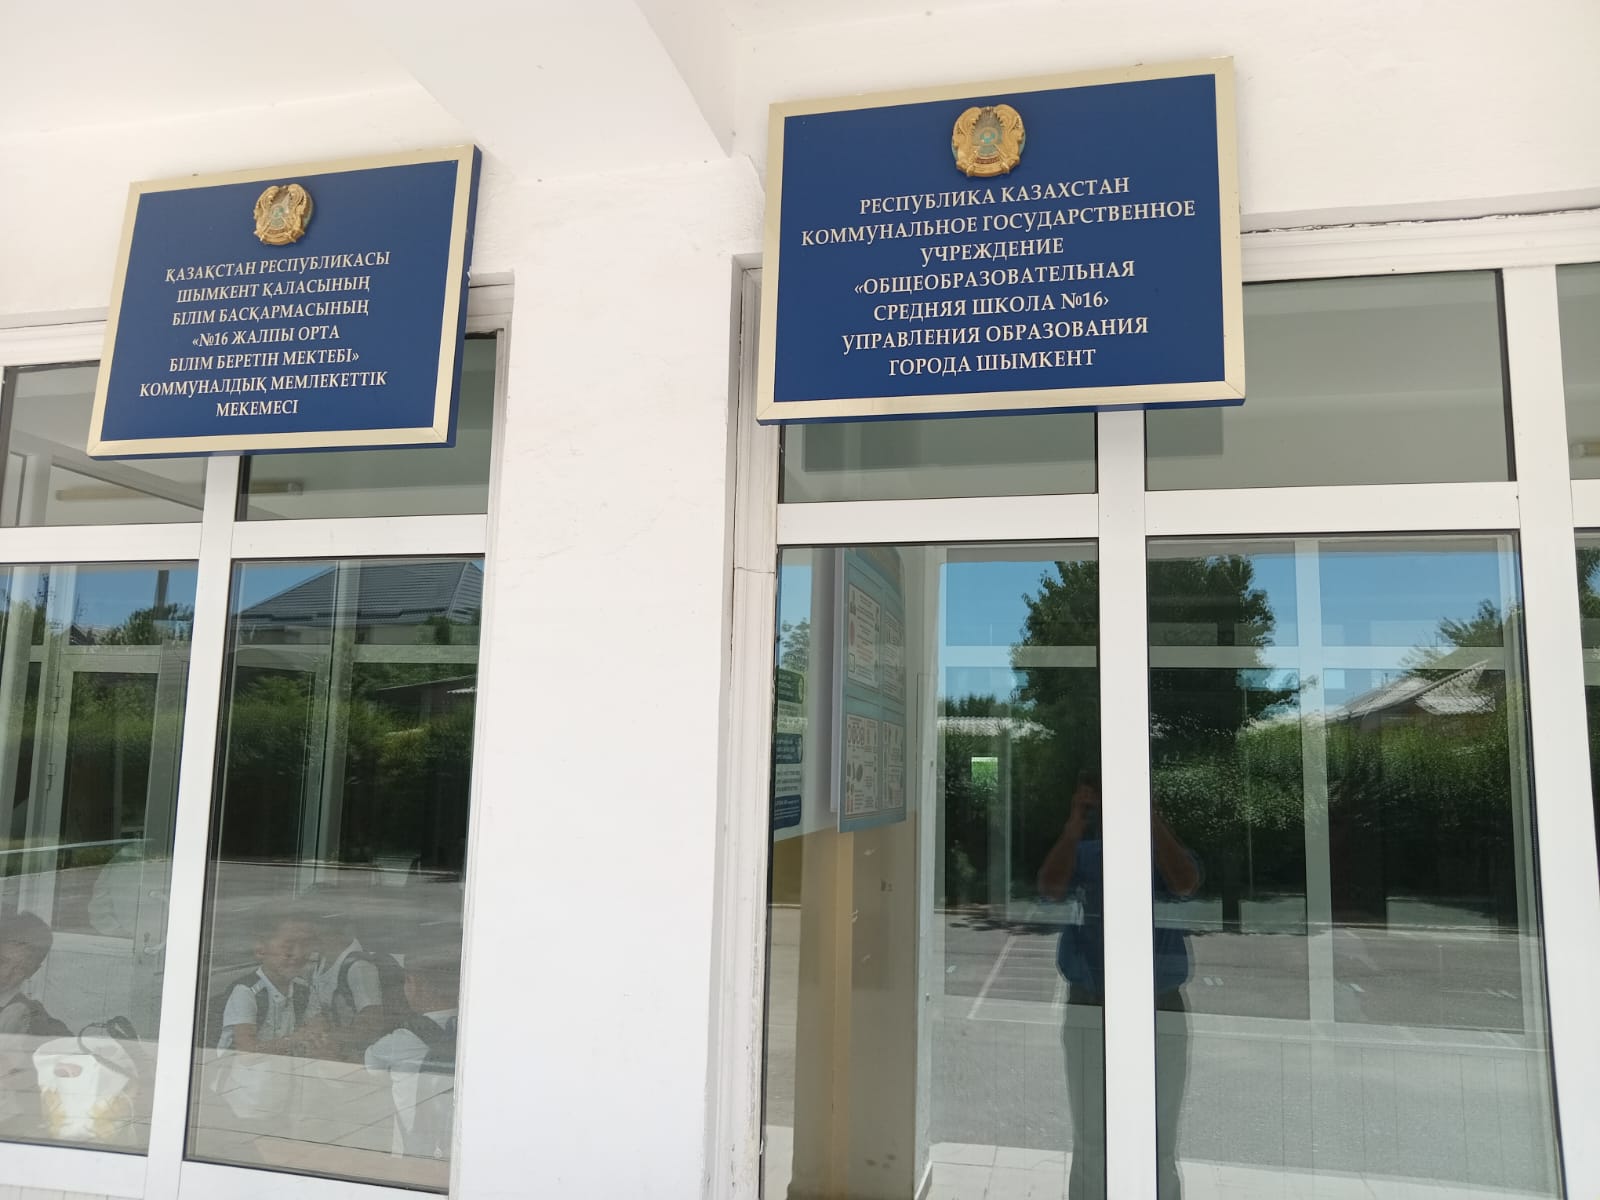 ҚАЗАҚСТАН РЕСПУБЛИКАСЫ
ШЫМКЕНТ ҚАЛАСЫНЫҢ
БІЛІМ БАСҚАРМАСЫНЫҢ
«№16 ЖАЛПЫ ОРТА
БІЛІМ БЕРЕТІН МЕКТЕБІ»
КОММУНАЛДЫҚ МЕМЛЕКЕТТІК
МЕКЕМЕСІ
РЕСПУБЛИКА КАЗАХСТАН
КОММУНАЛЬНОЕ ГОСУДАРСТВЕННОЕ
УЧРЕЖДЕНИЕ
«ОБЩЕОБРАЗОВАТЕЛЬНАЯ
СРЕДНЯЯ ШКОЛА №16›
УПРАВЛЕНИЯ ОБРАЗОВАНИЯ
ГОРОДА ШЫМКЕНТ